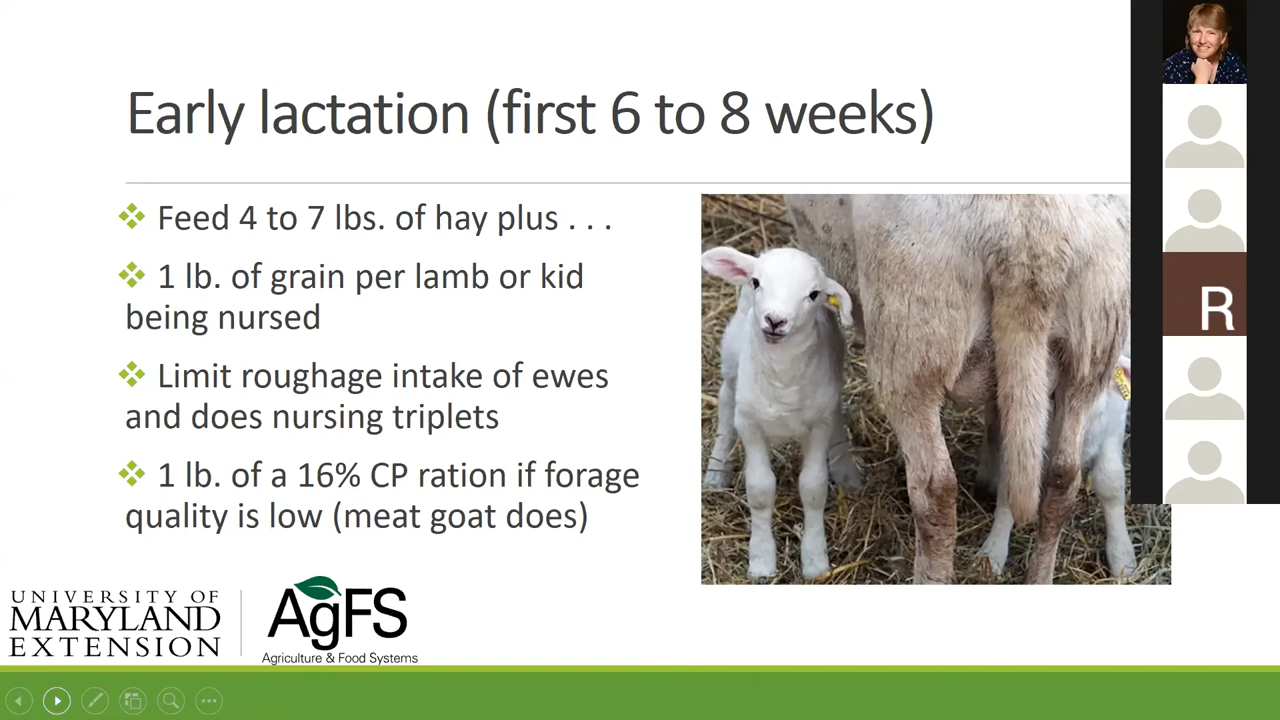 Early lactation (first 6 to 8 weeks)
Feed 4 to 7 lbs. of hay plus . . .
1 lb. of grain per lamb or kid
being nursed
Limit roughage intake of ewes
and does nursing triplets
1 lb. of a 16% CP ration if forage
quality is low (meat goat does)
UNIVERSITY OF
MARYLAND
EXTENSION
AgFS
Agriculture & Food Systems
R